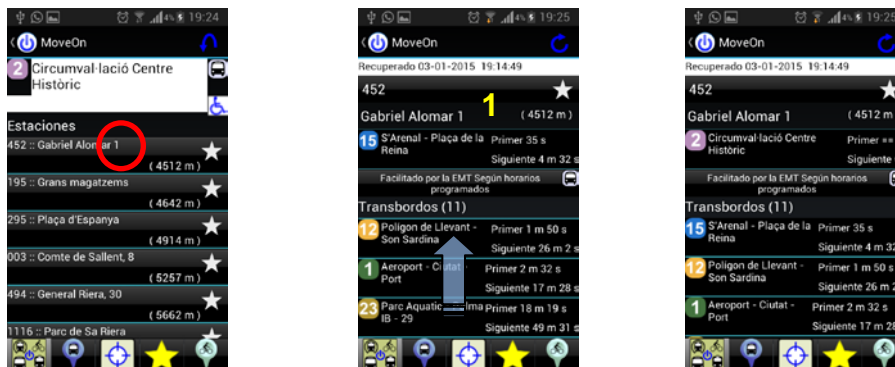 19:24
MoveOn
2 Circumval·lació Centre
Històric
Estaciones
452 :: Gabriel Alomar 1
( 4512 m )
195 :: Grans magatzems
( 4642 m )
295 :: Plaça d'Espanya
( 4914 m )
003 :: Comte de Sallent, 8
( 5257 m )
494 :: General Riera, 30
( 5662 m )
1116 :: Parc de Sa Riera
19:25
MoveOn
Recuperado 03-01-2015 19:14:49
452
1
Gabriel Alomar 1 ( 4512 m )
15 S'Arenal - Plaça de la Primer 35 s
Reina
Siguiente 4 m 32 s
Facilitado por la EMT Según horarios
programados
Transbordos (11)
12 Polígon de Llevant - Primer 1 m 50 s
Son Sardina
Siguiente 26 m 2 s
1 Aeroport - Ciutat - Primer 2 m 32 s
Port
Siguiente 17 m 28 s
23 Parc Aquatic Primer 18 m 19 s
IB - 29
Siguiente 49 m 31 s
19:25
MoveOn
Recuperado 03-01-2015 19:14:49
452
Gabriel Alomar 1 ( 4512 m
2 Circumval·lació Centre Primer ==
Històric
Siguiente
Facilitado por la EMT Según horarios
programados
Transbordos (11)
15 S'Arenal - Plaça de la Primer 35 s
Reina
Siguiente 4 m 32
12 Polígon de Llevant - Primer 1 m 50 s
Son Sardina
Siguiente 26 m 2
1 Aeroport - Ciutat - Primer 2 m 32 s
Port
Siguiente 17 m 28